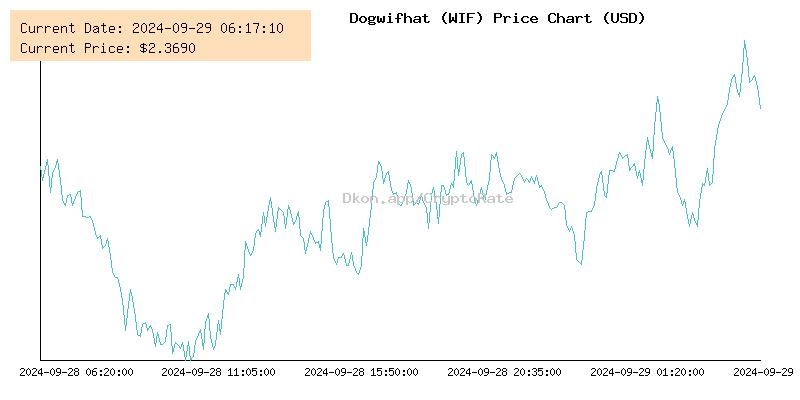 Dogwifhat (WIF) Price Chart (USD)
Current Date: 2024-09-29 06:17:10
Current Price: $2.3690
Dkon.app/CryptoRate
2024-09-28 06:20:00
2024-09-28 11:05:00
2024-09-28 15:50:00
2024-09-28 20:35:00
2024-09-29 01:20:00
2024-09-29